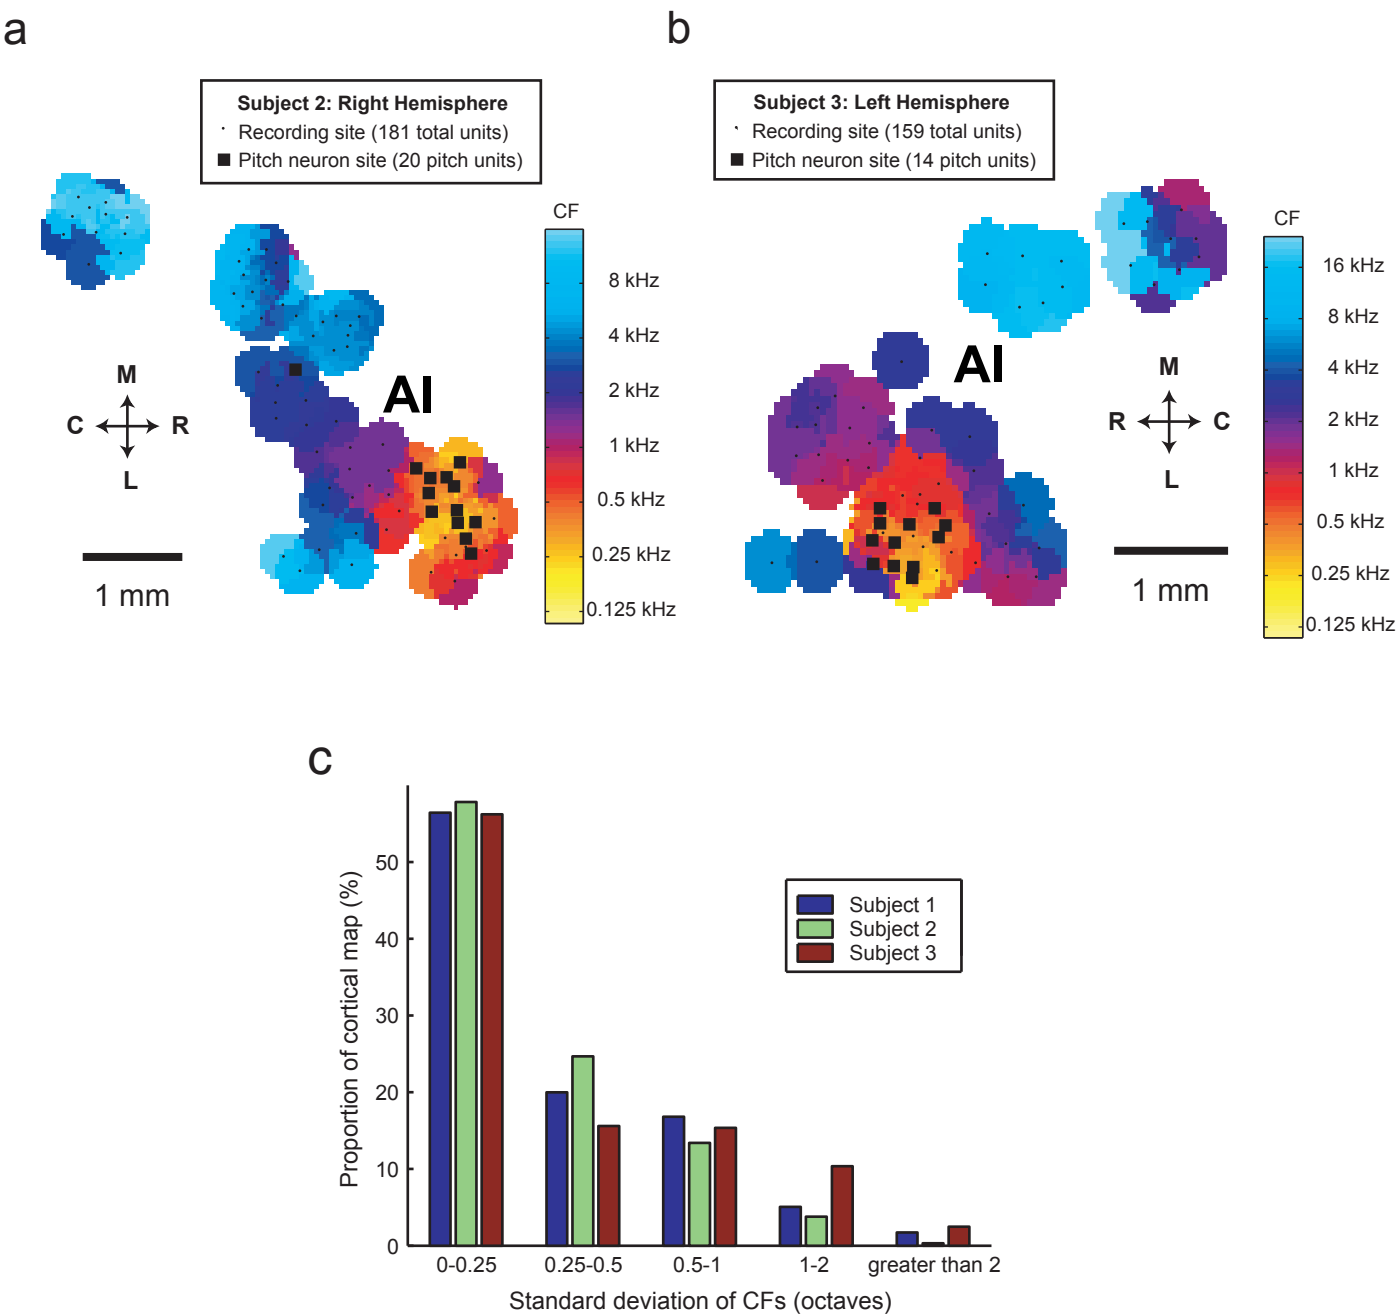 a
Subject 2: Right Hemisphere
Recording site (181 total units)
Pitch neuron site (20 pitch units)
CF
8 kHz
4 kHz
2 kHz
1 kHz
0.5 kHz
0.25 kHz
0.125 kHz
AI
M
C R
L
1 mm
b
Subject 3: Left Hemisphere
Recording site (159 total units)
Pitch neuron site (14 pitch units)
CF
16 kHz
8 kHz
4 kHz
2 kHz
1 kHz
0.5 kHz
0.25 kHz
0.125 kHz
AI
M
R C
L
1 mm
c
Proportion of cortical map (%)
50
40
30
20
10
0
Subject 1
Subject 2
Subject 3
0-0.25 0.25-0.5 0.5-1 1-2 greater than 2
Standard deviation of CFs (octaves)